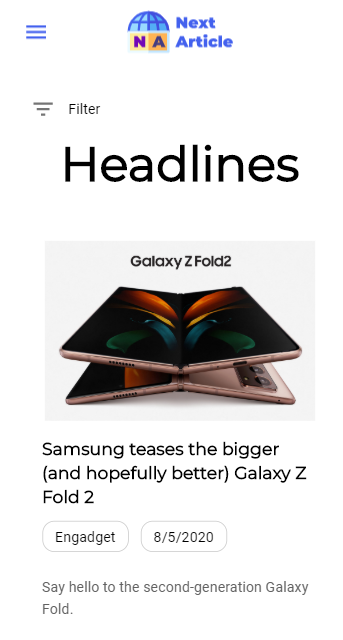 Next
NA Article
Filter
Headlines
Galaxy Z Fold2
Samsung teases the bigger
(and hopefully better) Galaxy Z
Fold 2
Engadget 8/5/2020
Say hello to the second-generation Galaxy
Fold.